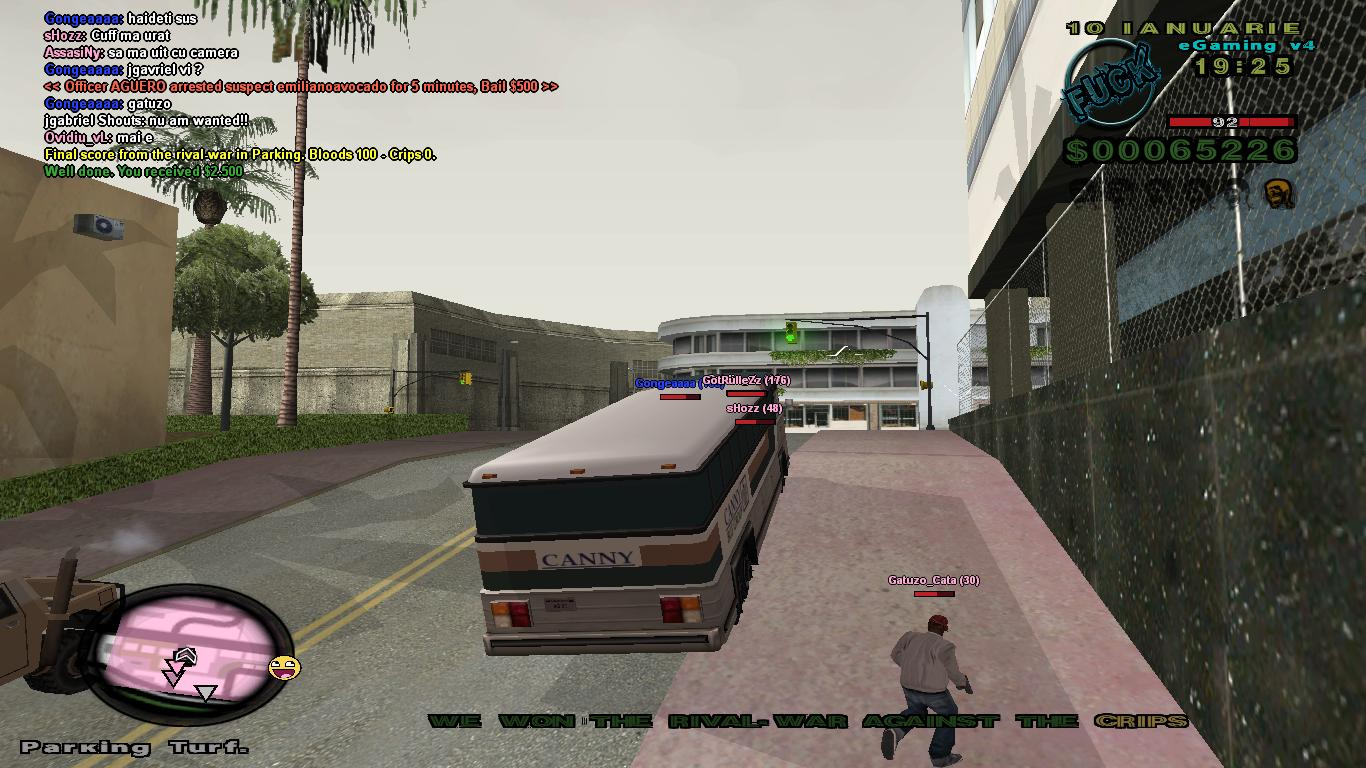 Gongeaaaa: haideti sus
sHozz: Cuff ma urat
AssasiNy: sa ma uit cu camera
Gongeaaaa: jgavriel vi ?
<< Officer AGUERO arrested suspect emilianoavocado for 5 minutes, Bail $500 >>
Gongeaaaa: gatuzo
jgabriel Shouts: nu am wanted!!
Ovidiu_vL: mai e
Final score from the rival war in Parking. Bloods 100 - Crips 0.
Well done. You received $2.500
10 IANUARIE
eGaming v4
19:25
FUCK
92
$00065226
Gongeaaaa
GotRulleZz (176)
sHozz (48)
CANNY
Gatuzo_Cata (30)
WE WON THE RIVAL-WAR AGAINST THE CRIPS
Parking Turf.